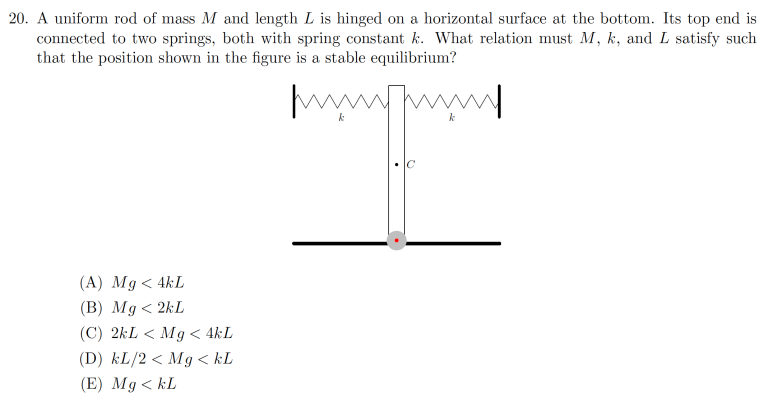 20. A uniform rod of mass M and length L is hinged on a horizontal surface at the bottom. Its top end is
connected to two springs, both with spring constant k. What relation must M, k, and L satisfy such
that the position shown in the figure is a stable equilibrium?
k k
C
(A) Mg < 4kL
(B) Mg < 2kL
(C) 2kL < Mg < 4kL
(D) kL/2 < Mg < kL
(E) Mg < kL